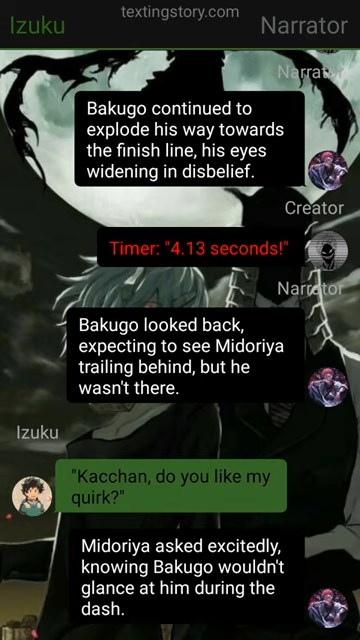 textingstory.com
Izuku
Narrator
Narrator
Bakugo continued to
explode his way towards
the finish line, his eyes
widening in disbelief.
Creator
Timer: "4.13 seconds!"
Narrator
Bakugo looked back,
expecting to see Midoriya
trailing behind, but he
wasn't there.
Izuku
"Kacchan, do you like my
quirk?"
Midoriya asked excitedly,
knowing Bakugo wouldn't
glance at him during the
dash.